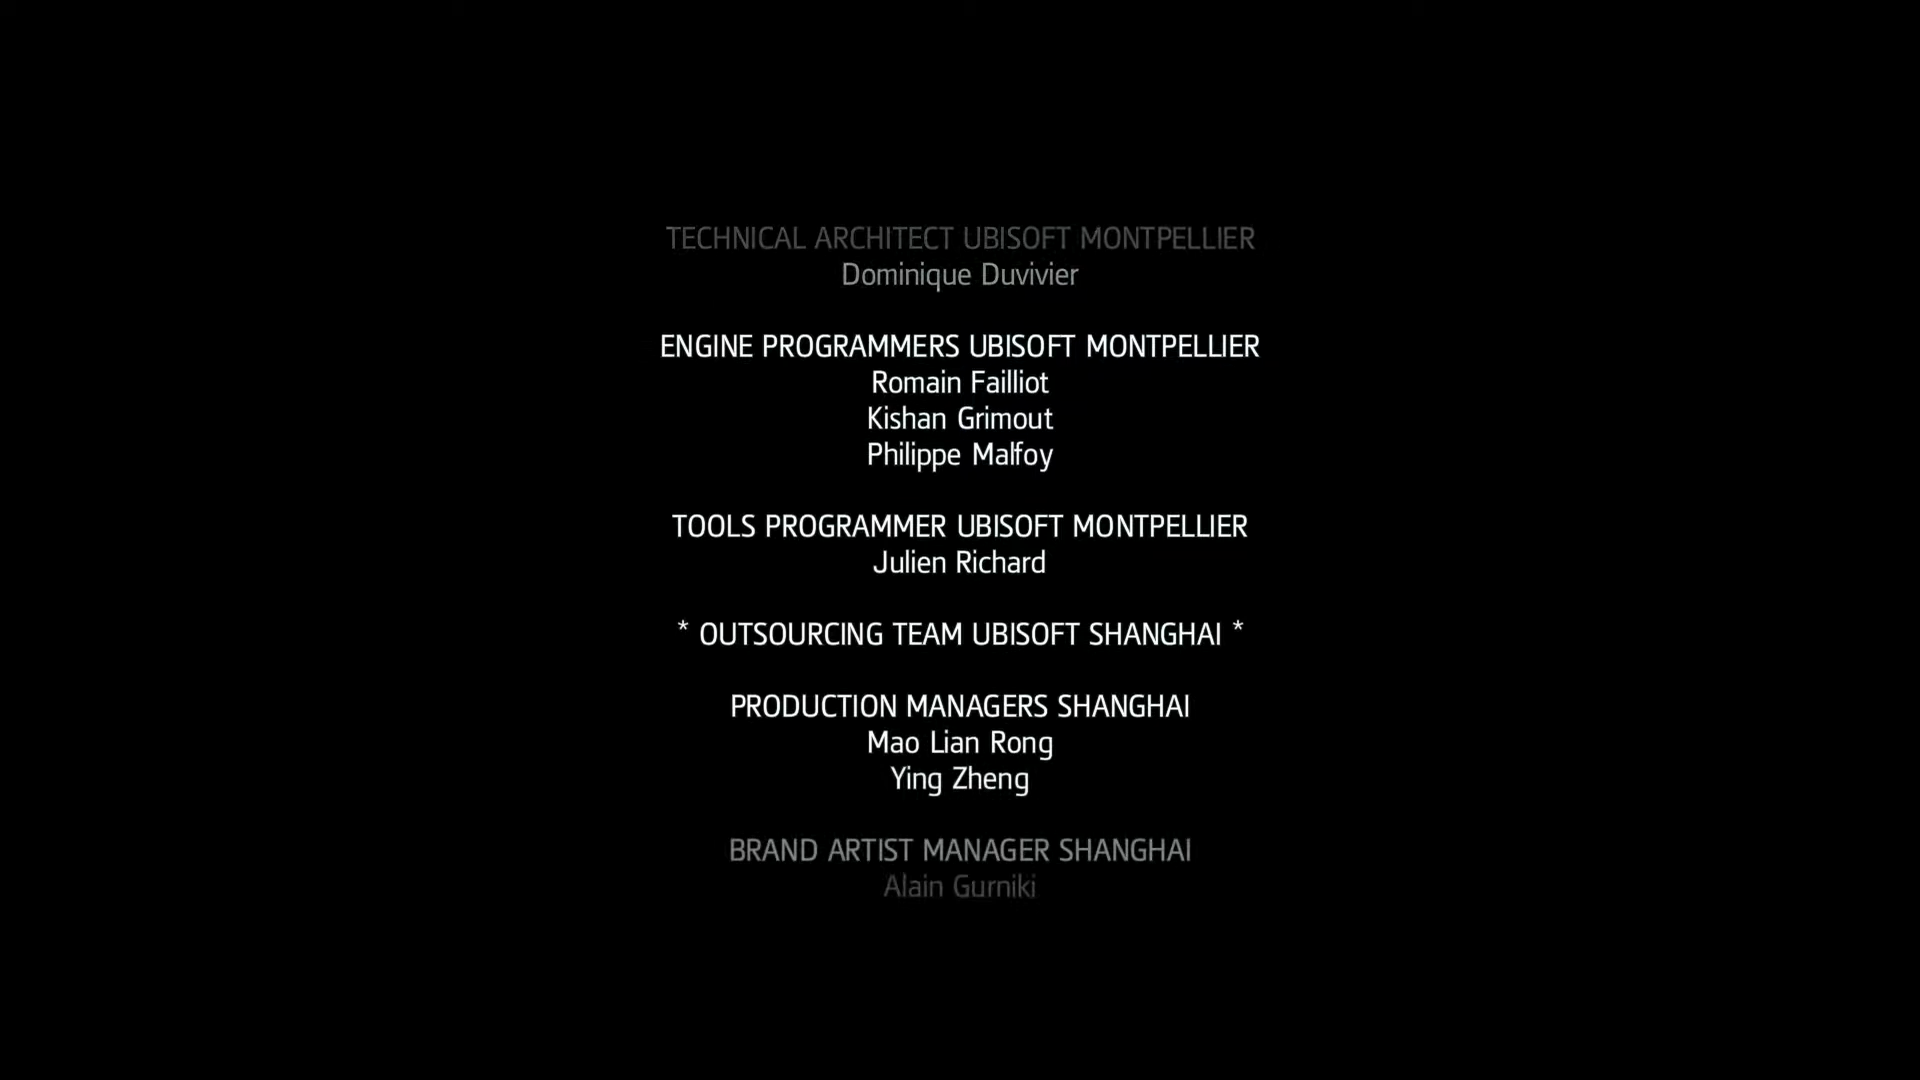 TECHNICAL ARCHITECT UBISOFT MONTPELLIER
Dominique Duvivier
ENGINE PROGRAMMERS UBISOFT MONTPELLIER
Romain Failliot
Kishan Grimout
Philippe Malfoy
TOOLS PROGRAMMER UBISOFT MONTPELLIER
Julien Richard
* OUTSOURCING TEAM UBISOFT SHANGHAI *
PRODUCTION MANAGERS SHANGHAI
Mao Lian Rong
Ying Zheng
BRAND ARTIST MANAGER SHANGHAI
Alain Gurniki